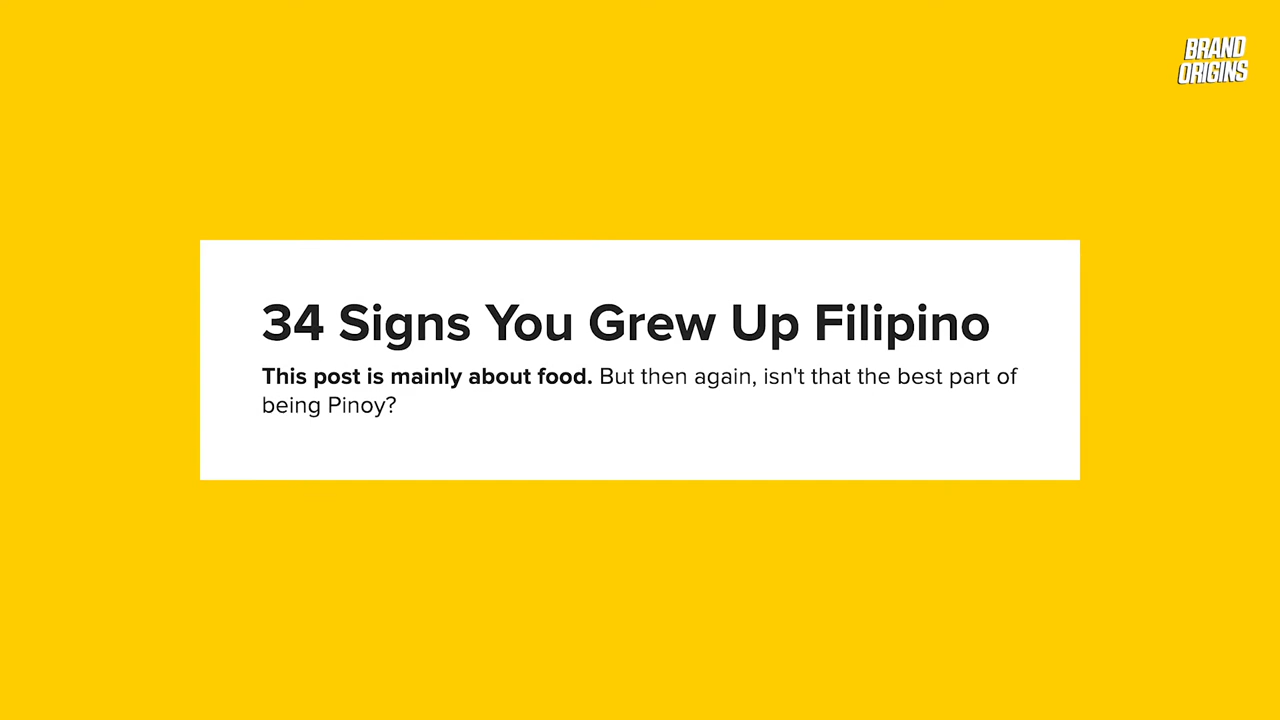 BRAND
ORIGINS
34 Signs You Grew Up Filipino
This post is mainly about food. But then again, isn't that the best part of
being Pinoy?